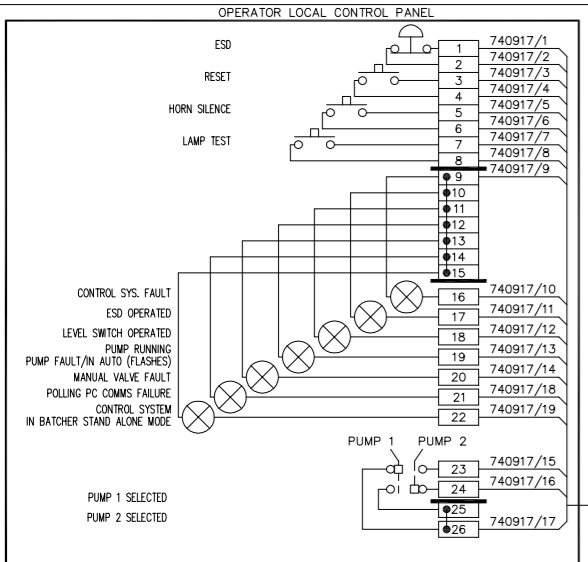 OPERATOR LOCAL CONTROL PANEL
ESD
1 740917/1
2 740917/2
RESET
3 740917/3
4 740917/4
HORN SILENCE
5 740917/5
6 740917/6
LAMP TEST
7 740917/7
8 740917/8
9 740917/9
10
11
12
13
14
15
CONTROL SYS. FAULT
16 740917/10
ESD OPERATED
17 740917/11
LEVEL SWITCH OPERATED
18 740917/12
PUMP RUNNING
PUMP FAULT/IN AUTO (FLASHES)
19 740917/13
MANUAL VALVE FAULT
20 740917/14
POLLING PC COMMS FAILURE
21 740917/18
CONTROL SYSTEM
IN BATCHER STAND ALONE MODE
22 740917/19
PUMP 1 PUMP 2
23 740917/15
24 740917/16
PUMP 1 SELECTED
25
PUMP 2 SELECTED
26 740917/17